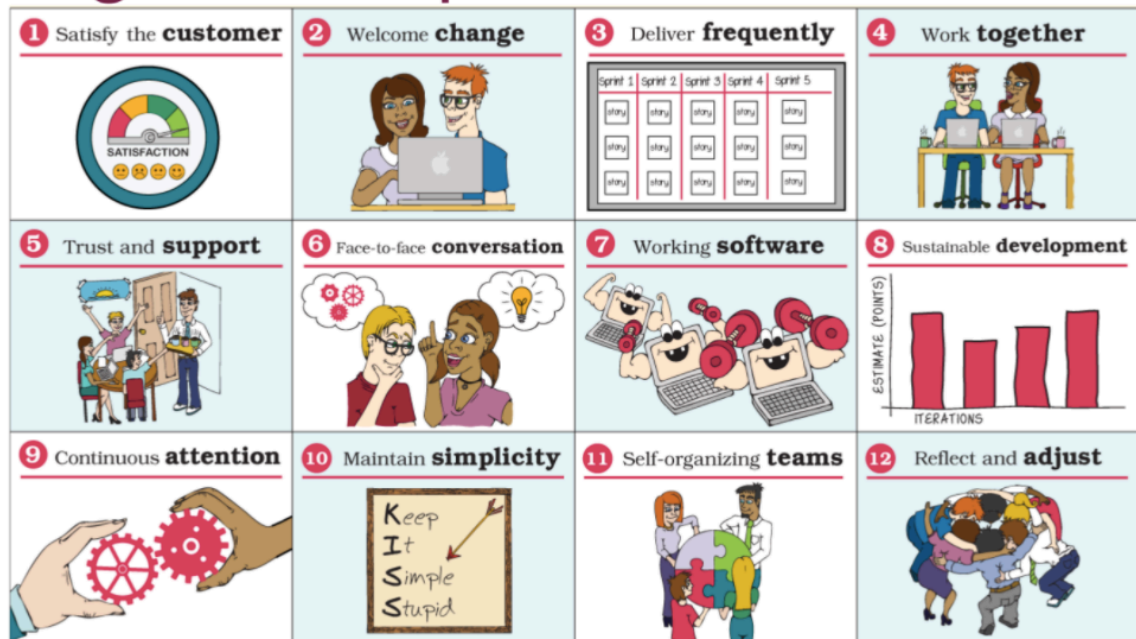 1 Satisfy the customer
SATISFACTION
2 Welcome change
3 Deliver frequently
Sprint 1 Sprint 2 Sprint 3 Sprint 4 Sprint 5
story story story story story
story story story story story
story story story story story
4 Work together
5 Trust and support
6 Face-to-face conversation
7 Working software
8 Sustainable development
ESTIMATE (POINTS)
ITERATIONS
9 Continuous attention
10 Maintain simplicity
Keep
It
Simple
Stupid
11 Self-organizing teams
12 Reflect and adjust